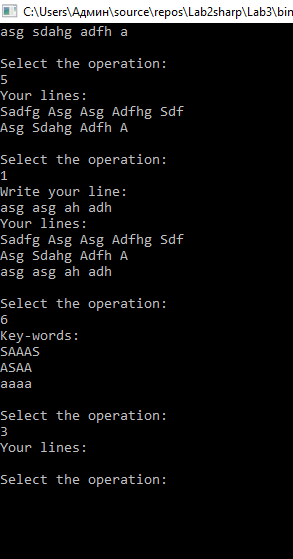 C:\Users\Админ\source\repos\Lab2sharp\Lab3\bin
asg sdahg adfh a
Select the operation:
5
Your lines:
Sadfg Asg Asg Adfhg Sdf
Asg Sdahg Adfh A
Select the operation:
1
Write your line:
asg asg ah adh
Your lines:
Sadfg Asg Asg Adfhg Sdf
Asg Sdahg Adfh A
asg asg ah adh
Select the operation:
6
Key-words:
SAAAS
ASAA
aaaa
Select the operation:
3
Your lines:
Select the operation: